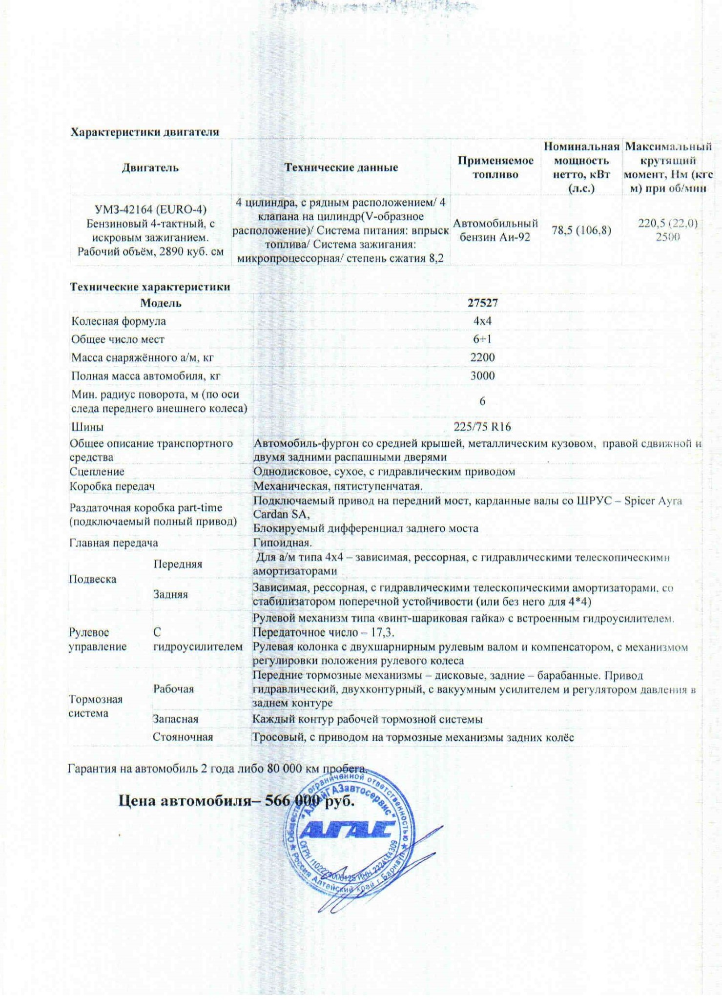 Характеристики двигателя
Двигатель
Технические данные
Применяемое
топливо
Номинальная
мощность
нетто, кВт
(л.с.)
Максимальный
крутящий
момент, Нм (кгс
м) при об/мин
УМЗ-42164 (EURO-4)
Бензиновый 4-тактный, с
искровым зажиганием.
Рабочий объём, 2890 куб. см
4 цилиндра, с рядным расположением/ 4
клапана на цилиндр(V-образное
расположение)/ Система питания: впрыск
топлива/ Система зажигания:
микропроцессорная/ степень сжатия 8,2
Автомобильный
бензин Аи-92
78,5 (106,8)
220,5 (22,0)
2500
Технические характеристики
Модель 27527
Колесная формула 4х4
Общее число мест 6+1
Масса снаряжённого а/м, кг 2200
Полная масса автомобиля, кг 3000
Мин. радиус поворота, м (по оси
следа переднего внешнего колеса)
6
Шины 225/75 R16
Общее описание транспортного
средства
Автомобиль-фургон со средней крышей, металлическим кузовом, правой сдвижной и
двумя задними распашными дверями
Сцепление Однодисковое, сухое, с гидравлическим приводом
Коробка передач Механическая, пятиступенчатая.
Раздаточная коробка part-time
(подключаемый полный привод)
Подключаемый привод на передний мост, карданные валы со ШРУС – Spicer Ayra
Cardan SA,
Блокируемый дифференциал заднего моста
Главная передача Гипоидная.
Подвеска
Передняя
Для а/м типа 4х4 – зависимая, рессорная, с гидравлическими телескопическими
амортизаторами
Задняя
Зависимая, рессорная, с гидравлическими телескопическими амортизаторами, со
стабилизатором поперечной устойчивости (или без него для 4*4)
Рулевое
управление
С
гидроусилителем
Рулевой механизм типа «винт-шариковая гайка» с встроенным гидроусилителем.
Передаточное число – 17,3.
Рулевая колонка с двухшарнирным рулевым валом и компенсатором, с механизмом
регулировки положения рулевого колеса
Тормозная
система
Рабочая
Передние тормозные механизмы – дисковые, задние – барабанные. Привод
гидравлический, двухконтурный, с вакуумным усилителем и регулятором давления в
заднем контуре
Запасная Каждый контур рабочей тормозной системы
Стояночная Тросовый, с приводом на тормозные механизмы задних колёс
Гарантия на автомобиль 2 года либо 80 000 км пробега.
Цена автомобиля– 566 000 руб.
ограниченной ответственностью
"АлтайГАЗавтосервис"
АГАС
ИНН 2224144309
Россия Алтайский край г.Барнаул